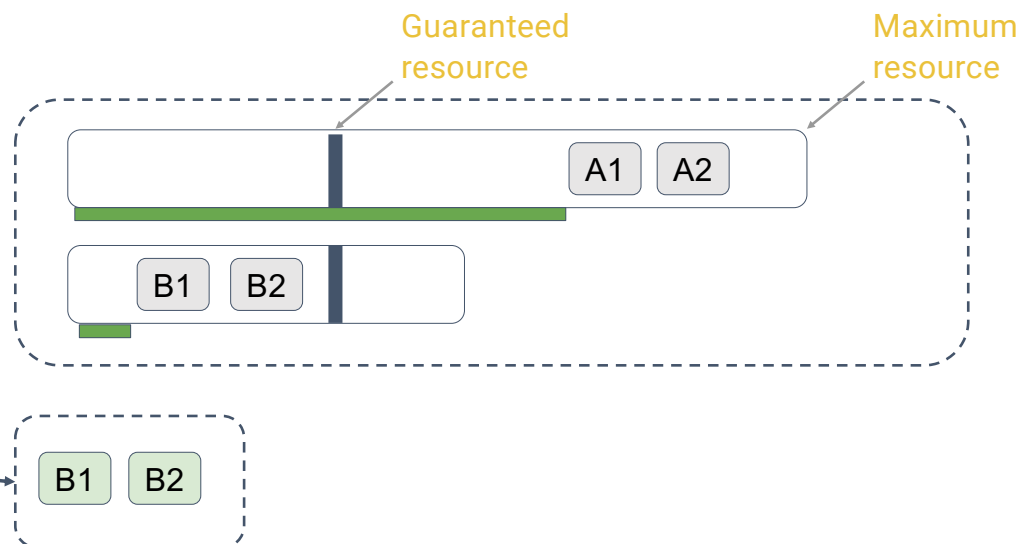 Guaranteed
resource
Maximum
resource
A1 A2
B1 B2
B1 B2